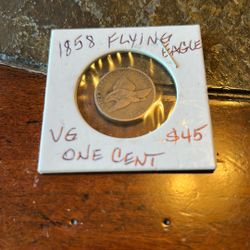 1858 FLYING
EAGLE
VG $45
ONE CENT